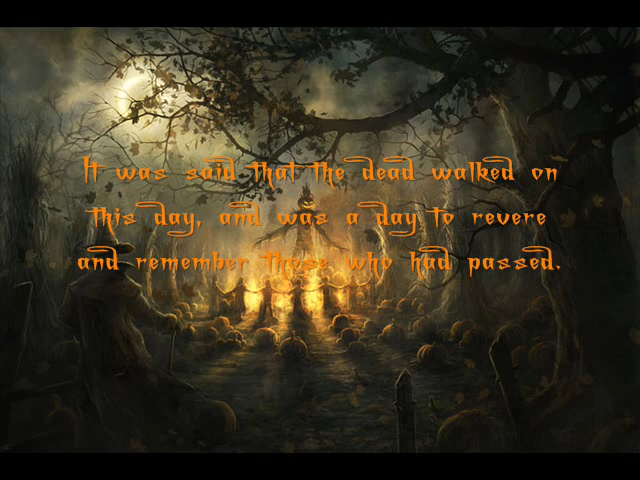 It was said that the dead walked on
this day, and was a day to revere
and remember those who had passed.